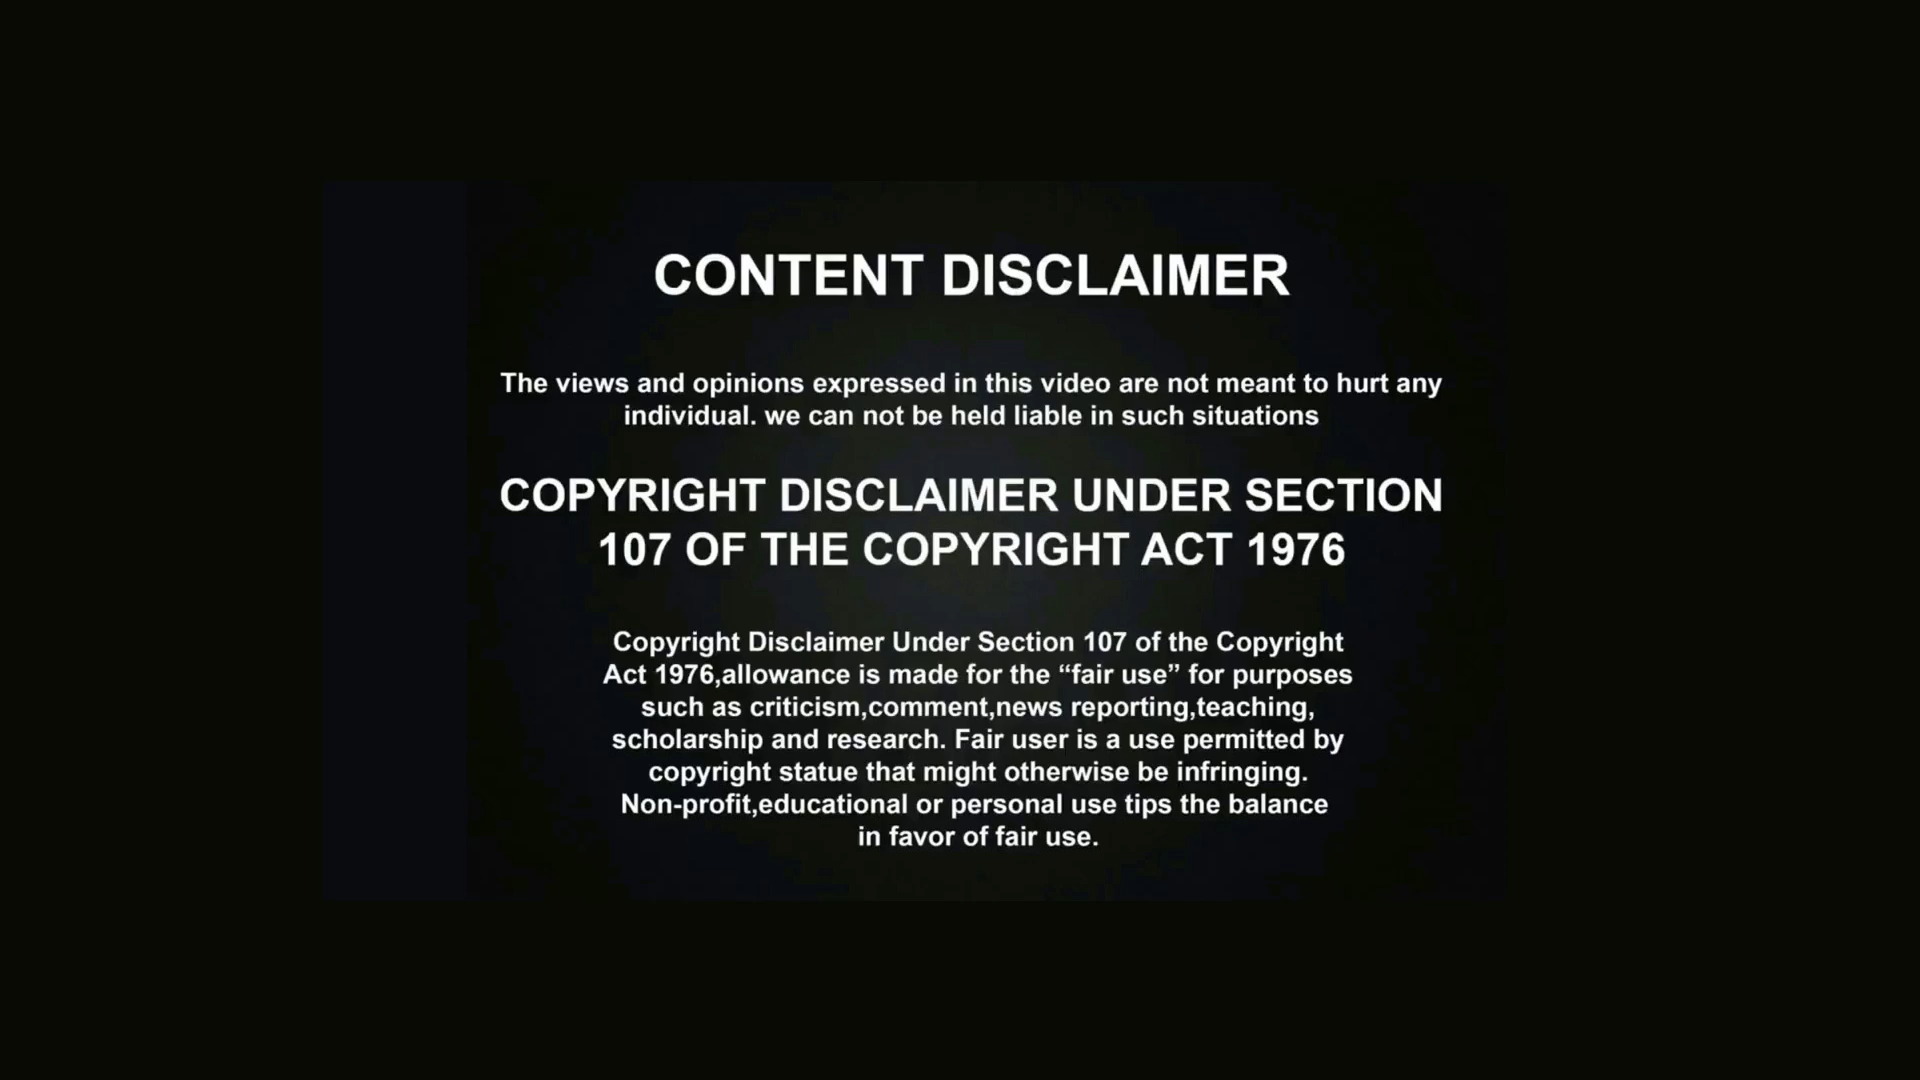 CONTENT DISCLAIMER
The views and opinions expressed in this video are not meant to hurt any
individual. we can not be held liable in such situations
COPYRIGHT DISCLAIMER UNDER SECTION
107 OF THE COPYRIGHT ACT 1976
Copyright Disclaimer Under Section 107 of the Copyright
Act 1976,allowance is made for the “fair use” for purposes
such as criticism,comment,news reporting,teaching,
scholarship and research. Fair user is a use permitted by
copyright statue that might otherwise be infringing.
Non-profit,educational or personal use tips the balance
in favor of fair use.